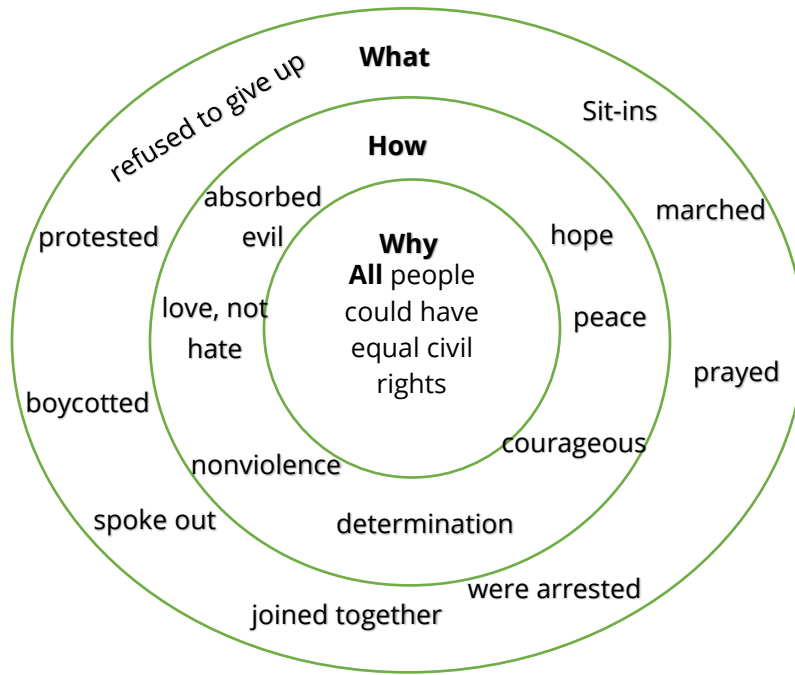 What
refused to give up
Sit-ins
marched
protested
prayed
boycotted
spoke out
were arrested
joined together
How
absorbed
evil
hope
love, not
hate
peace
courageous
nonviolence
determination
Why
All people
could have
equal civil
rights